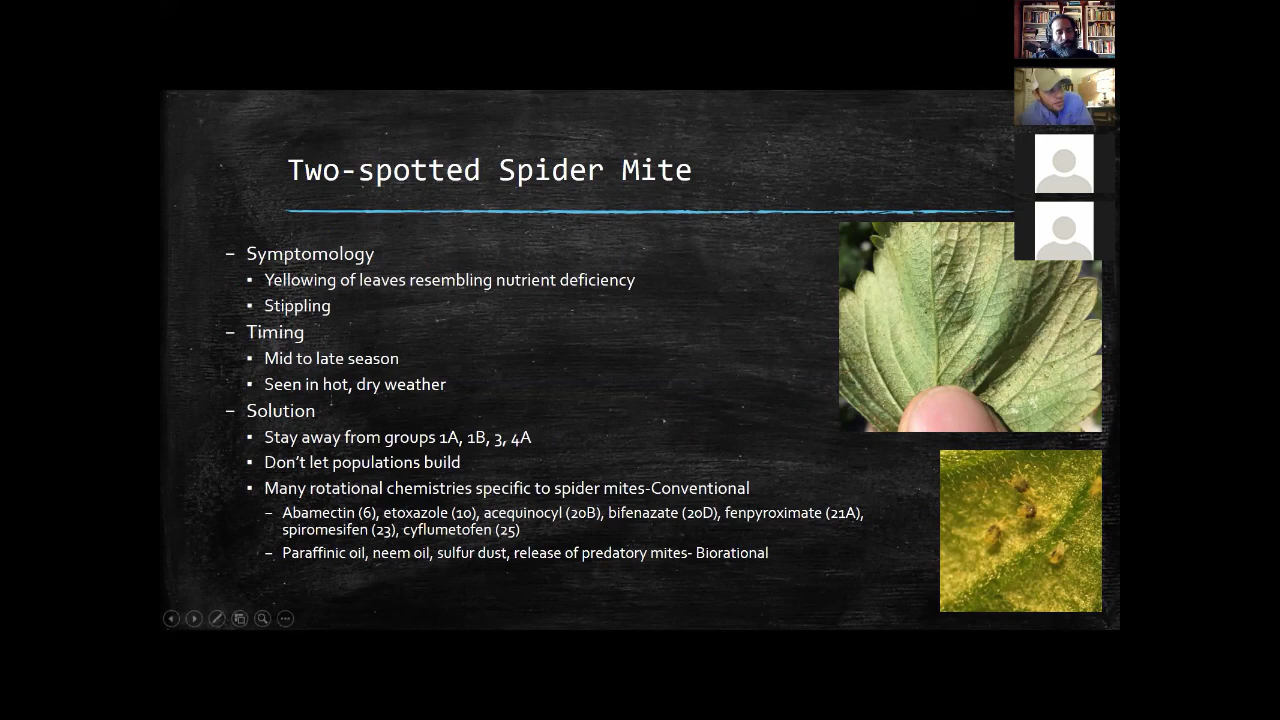 Two-spotted Spider Mite
– Symptomology
▪ Yellowing of leaves resembling nutrient deficiency
▪ Stippling
– Timing
▪ Mid to late season
▪ Seen in hot, dry weather
– Solution
▪ Stay away from groups 1A, 1B, 3, 4A
▪ Don’t let populations build
▪ Many rotational chemistries specific to spider mites-Conventional
– Abamectin (6), etoxazole (10), acequinocyl (20B), bifenazate (20D), fenpyroximate (21A),
spiromesifen (23), cyflumetofen (25)
– Paraffinic oil, neem oil, sulfur dust, release of predatory mites- Biorational